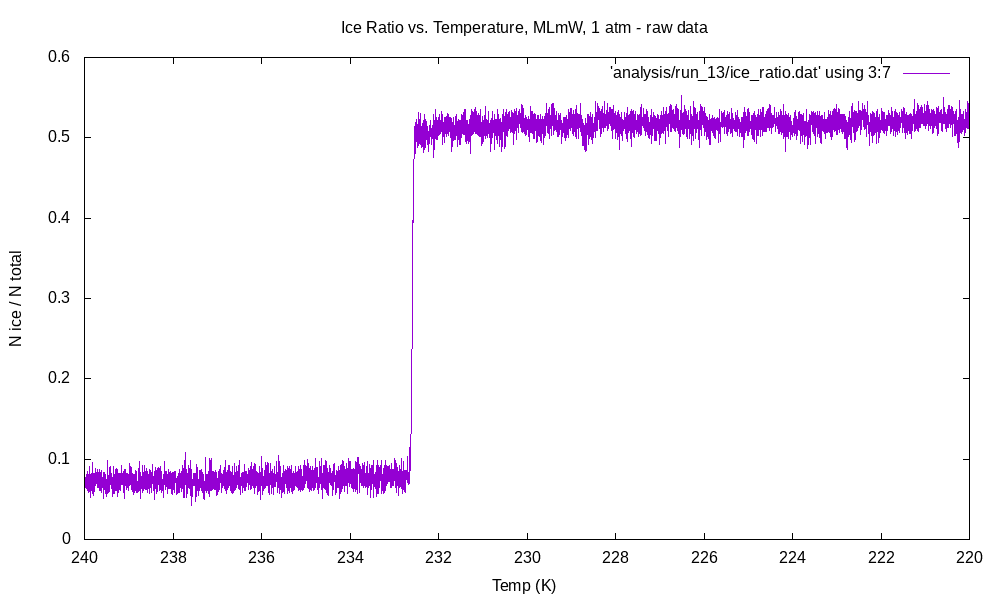 Ice Ratio vs. Temperature, MLmW, 1 atm - raw data
'analysis/run_13/ice_ratio.dat' using 3:7
N ice / N total
0.6
0.5
0.4
0.3
0.2
0.1
0
240 238 236 234 232 230 228 226 224 222 220
Temp (K)